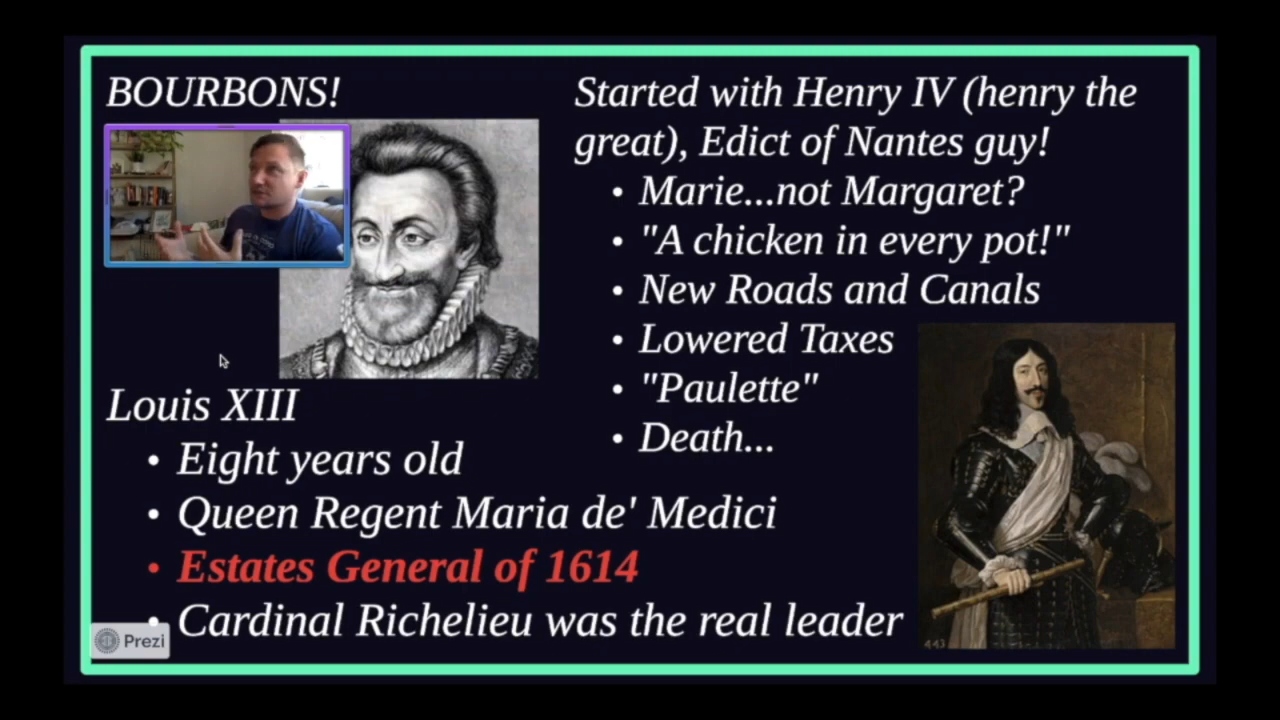 BOURBONS!
Started with Henry IV (henry the
great), Edict of Nantes guy!
• Marie...not Margaret?
• "A chicken in every pot!"
• New Roads and Canals
• Lowered Taxes
• "Paulette"
• Death...
Louis XIII
• Eight years old
• Queen Regent Maria de' Medici
• Estates General of 1614
• Cardinal Richelieu was the real leader
Prezi
443